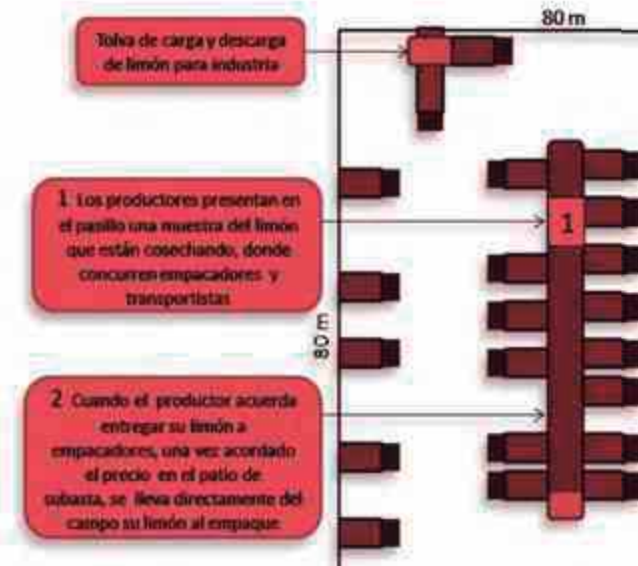 80 m
Tolva de carga y descarga
de limón para industria
1 Los productores presentan en
el pasillo una muestra del limón
que están cosechando, donde
concurren empacadores y
transportistas
1
80 m
2 Cuando el productor acuerda
entregar su limón a
empacadores, una vez acordado
el precio en el patio de
subasta, se lleva directamente del
campo su limón al empaque